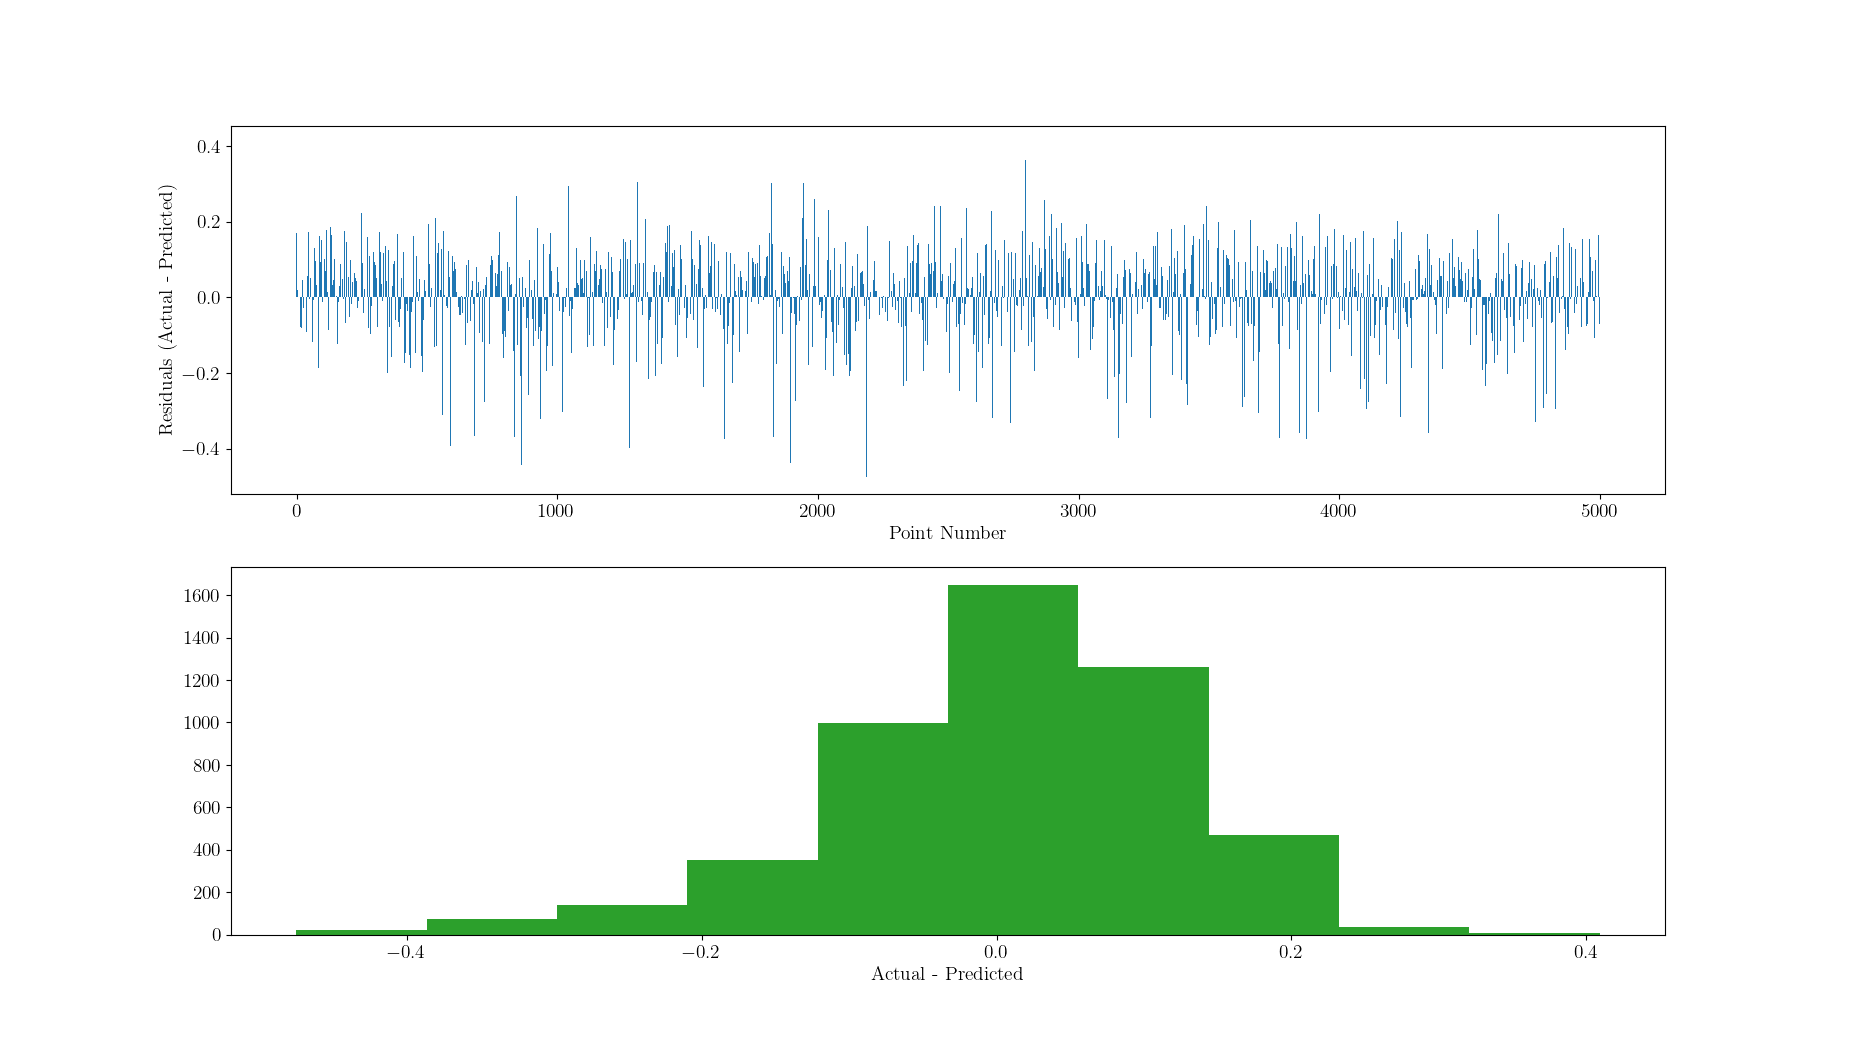 0.4
0.2
0.0
−0.2
−0.4
Residuals (Actual - Predicted)
0 1000 2000 3000 4000 5000
Point Number
1600
1400
1200
1000
800
600
400
200
0
−0.4 −0.2 0.0 0.2 0.4
Actual - Predicted